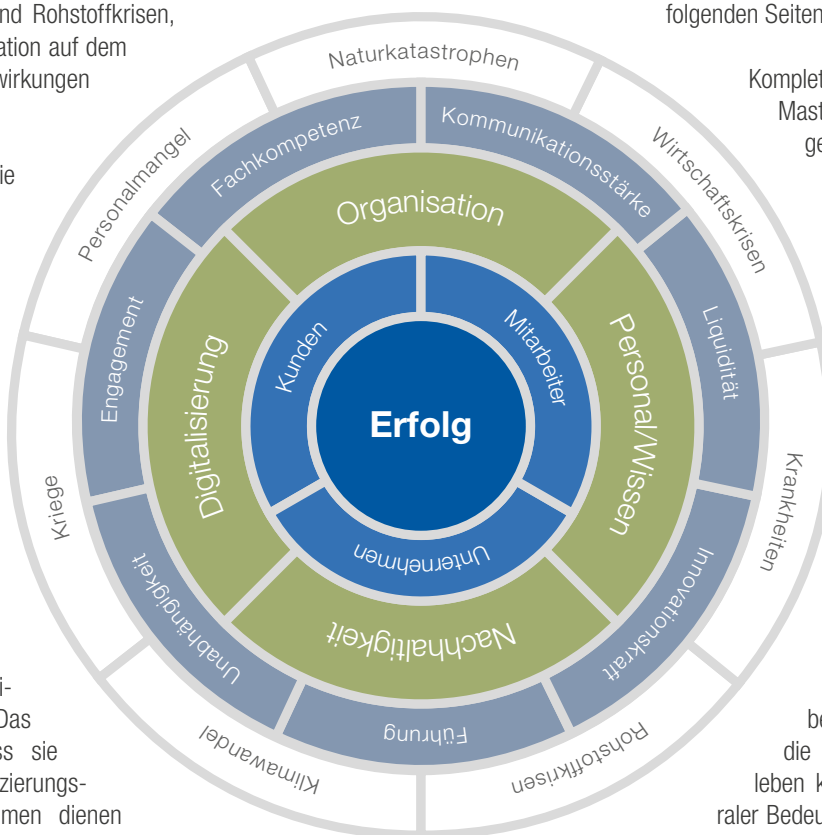 nd Rohstoffkrisen,
ation auf dem
wirkungen
ie
folgenden Seiten
Komplet
Mast
ge
Naturkatastrophen
Wirtschaftskrisen
Krankheiten
Rohstoffkrisen
Klimawandel
Kriege
Personalmangel
Fachkompetenz
Kommunikationsstärke
Liquidität
Innovationskraft
Führung
Unabhängigkeit
Engagement
Organisation
Personal/Wissen
Nachhaltigkeit
Digitalisierung
Kunden
Mitarbeiter
Unternehmen
Erfolg
i-
Das
ss sie
zierungs-
men dienen
be
die
leben k
raler Bedeu